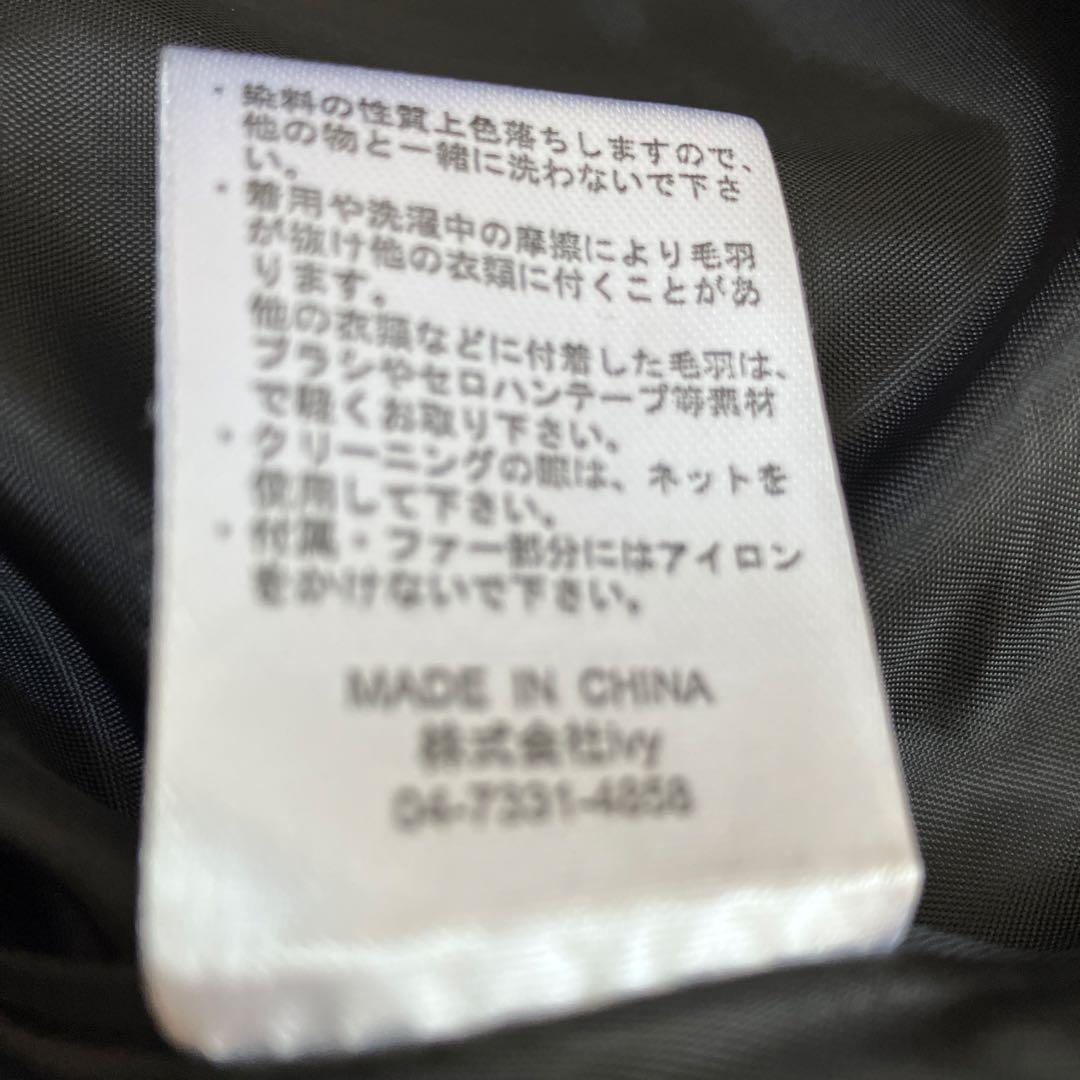 ・染料の性質上色落ちしますので、
他の物と一緒に洗わないで下さ
い。
・着用や洗濯中の摩擦により毛羽
が抜け他の衣類に付くことがあ
ります。
他の衣類などに付着した毛羽は、
ブラシやセロハンテープ等素材
で軽くお取り下さい。
・クリーニングの際は、ネットを
使用して下さい。
・付属・ファー部分にはアイロン
をかけないで下さい。
MADE IN CHINA
株式会社ivy
04-7331-4858